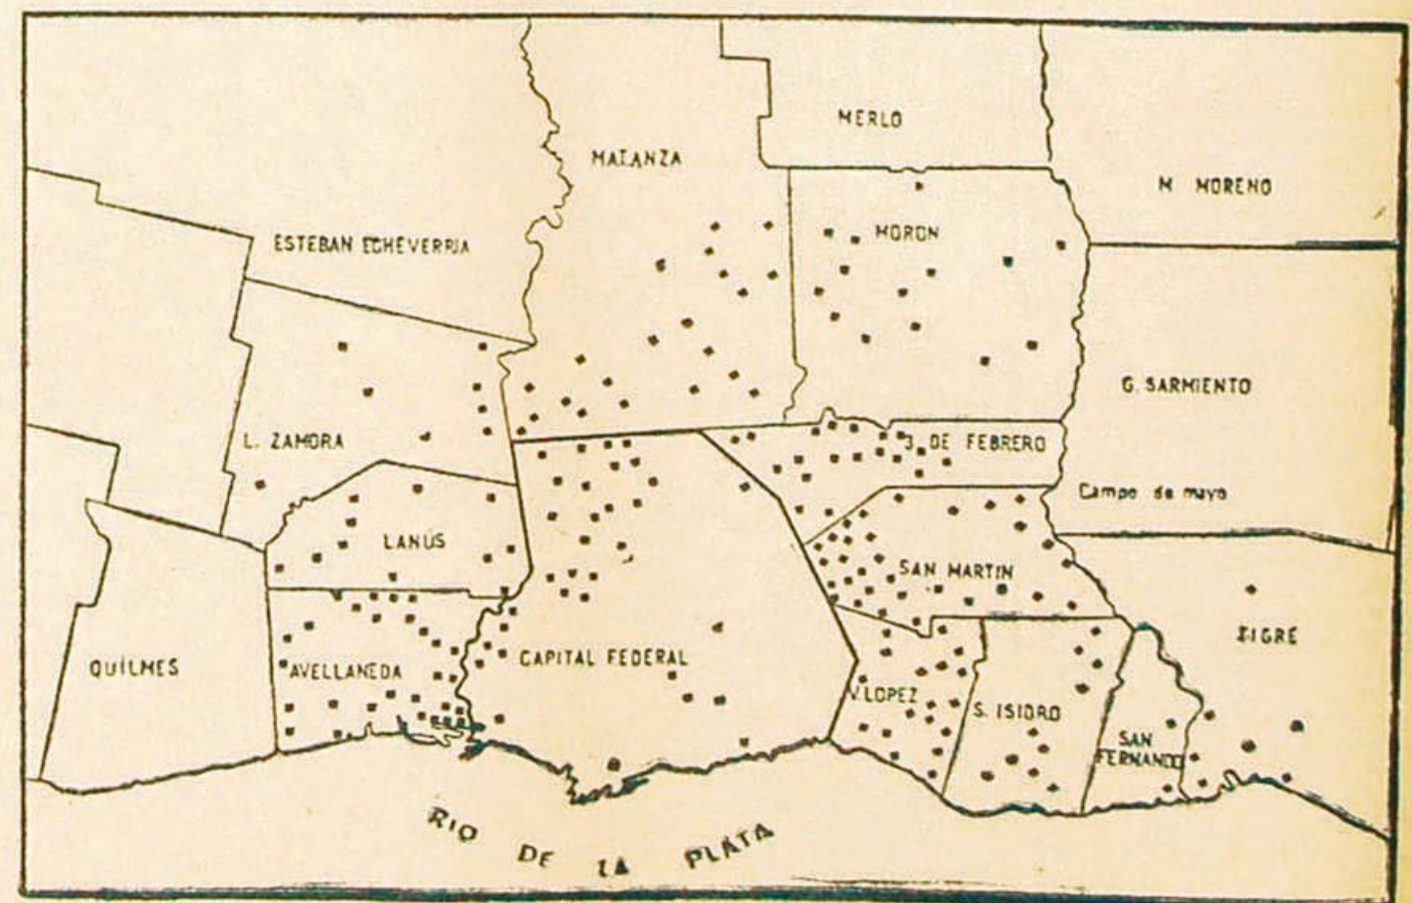 MERLO
MATANZA
M. MORENO
ESTEBAN ECHEVERRIA
MORON
G. SARMIENTO
L. ZAMORA
3 DE FEBRERO
Campo de mayo
LANÚS
SAN MARTIN
TIGRE
QUILMES
AVELLANEDA
CAPITAL FEDERAL
V. LOPEZ
S. ISIDRO
SAN
FERNANDO
RIO DE LA PLATA